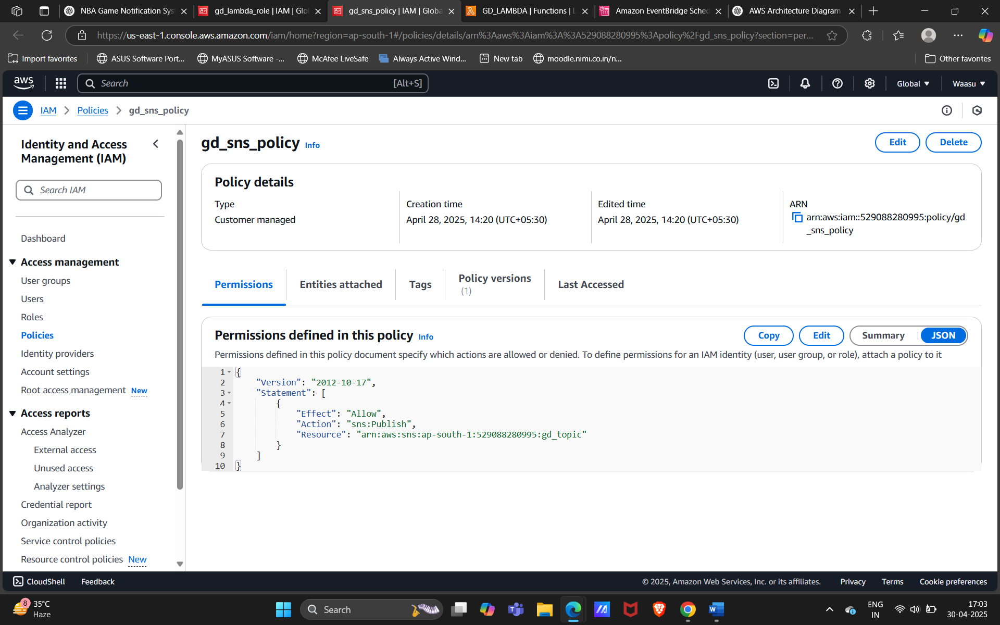 NBA Game Notification Sys
gd_lambda_role | IAM | Glo
gd_sns_policy | IAM | Globa
GD_LAMBDA | Functions | L
Amazon EventBridge Sched
AWS Architecture Diagram
https://us-east-1.console.aws.amazon.com/iam/home?region=ap-south-1#/policies/details/arn%3Aaws%3Aiam%3A%3A529088280995%3Apolicy%2Fgd_sns_policy?section=per...
Import favorites
ASUS Software Port...
MyASUS Software -...
McAfee LiveSafe
Always Active Wind...
New tab
moodle.nimi.co.in/n...
Other favorites
aws
Search [Alt+S]
Global
Waasu
IAM > Policies > gd_sns_policy
Identity and Access
Management (IAM)
Search IAM
Dashboard
Access management
User groups
Users
Roles
Policies
Identity providers
Account settings
Root access management New
Access reports
Access Analyzer
External access
Unused access
Analyzer settings
Credential report
Organization activity
Service control policies
Resource control policies New
gd_sns_policy Info
Edit
Delete
Policy details
Type
Customer managed
Creation time
April 28, 2025, 14:20 (UTC+05:30)
Edited time
April 28, 2025, 14:20 (UTC+05:30)
ARN
arn:aws:iam::529088280995:policy/gd
_sns_policy
Permissions
Entities attached
Tags
Policy versions
(1)
Last Accessed
Permissions defined in this policy Info
Copy
Edit
Summary
JSON
Permissions defined in this policy document specify which actions are allowed or denied. To define permissions for an IAM identity (user, user group, or role), attach a policy to it
1 {
2 "Version": "2012-10-17",
3 "Statement": [
4 {
5 "Effect": "Allow",
6 "Action": "sns:Publish",
7 "Resource": "arn:aws:sns:ap-south-1:529088280995:gd_topic"
8 }
9 ]
10 }
CloudShell
Feedback
© 2025, Amazon Web Services, Inc. or its affiliates.
Privacy
Terms
Cookie preferences
8
35°C
Haze
Search
ENG
IN
17:03
30-04-2025